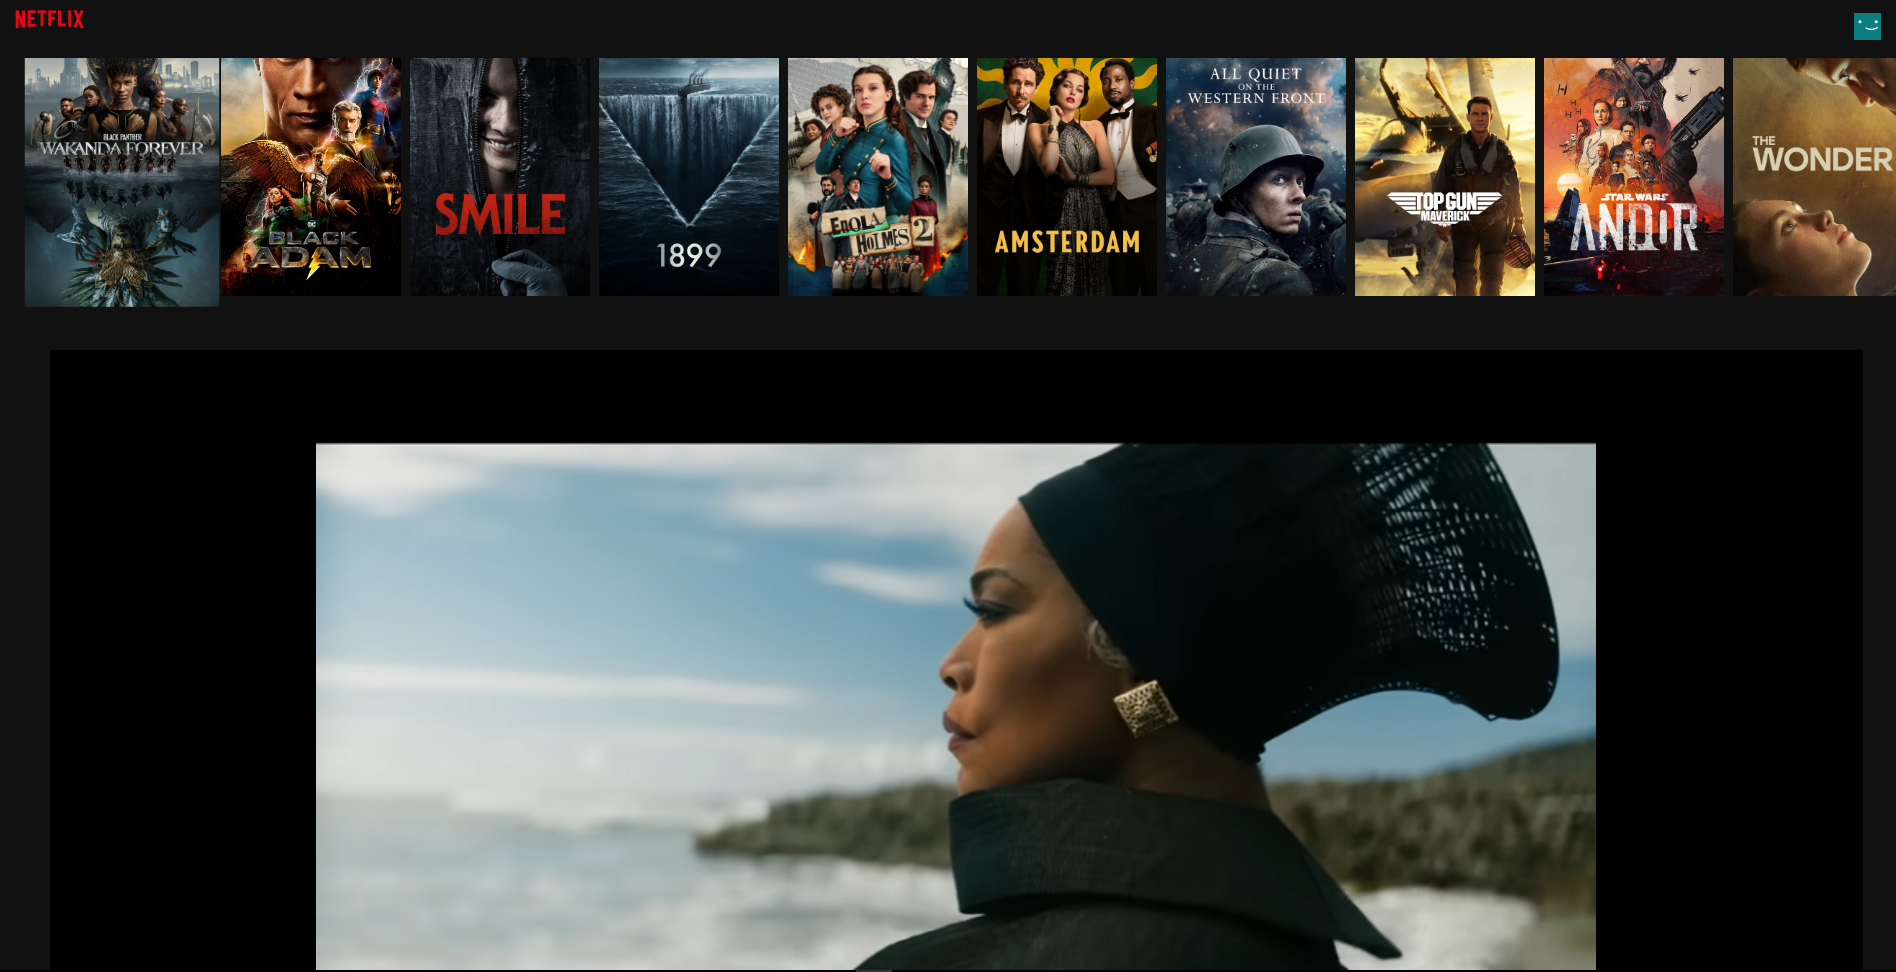 NETFLIX
BLACK PANTHER
WAKANDA FOREVER
DC
BLACK
ADAM
SMILE
1899
ENOLA
HOLMES 2
AMSTERDAM
ALL QUIET
ON THE
WESTERN FRONT
TOP GUN
MAVERICK
STAR WARS
ANDOR
THE
WONDER